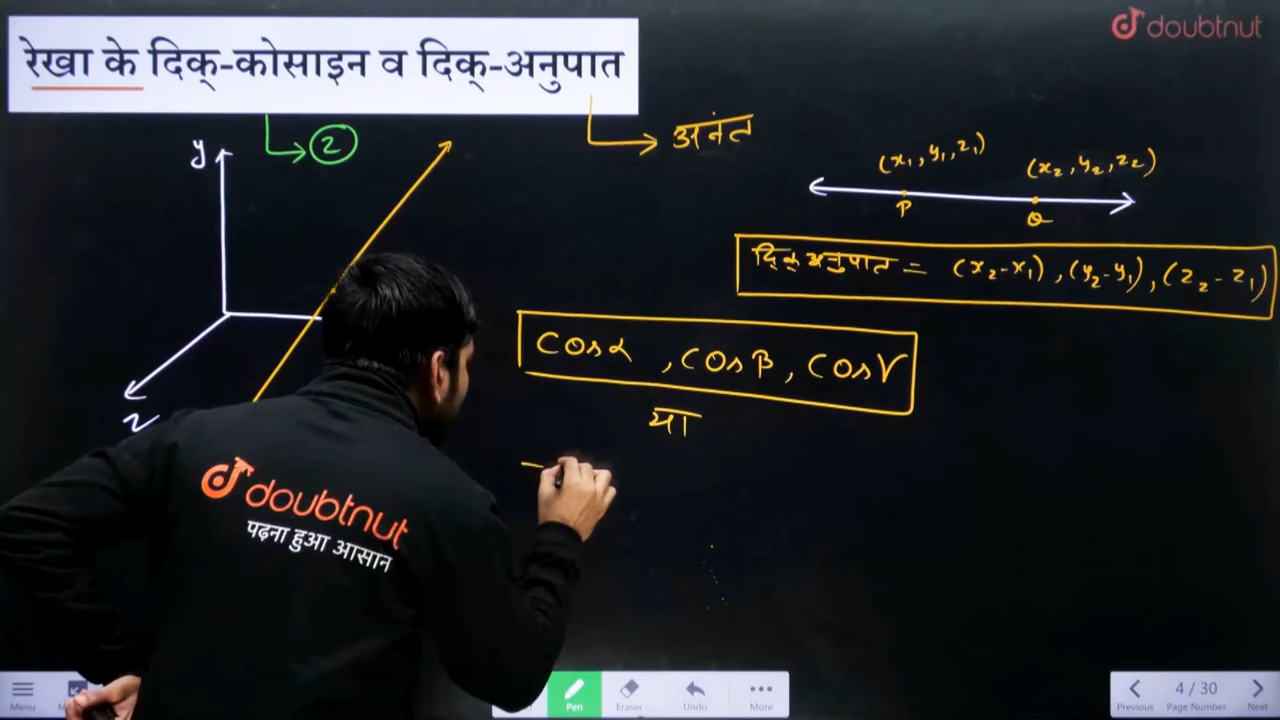 doubtnut
रेखा के दिक्-कोसाइन व दिक्-अनुपात
2
अनंत
y
(x₁, y₁, z₁)
(x₂, y₂, z₂)
P
Q
दिक् अनुपात = (x₂-x₁), (y₂-y₁), (z₂-z₁)
cosα, cosβ, cosγ
या
z
doubtnut
पढ़ना हुआ आसान
Menu
Pen
Eraser
Undo
More
4 / 30
Previous
Page Number
Next